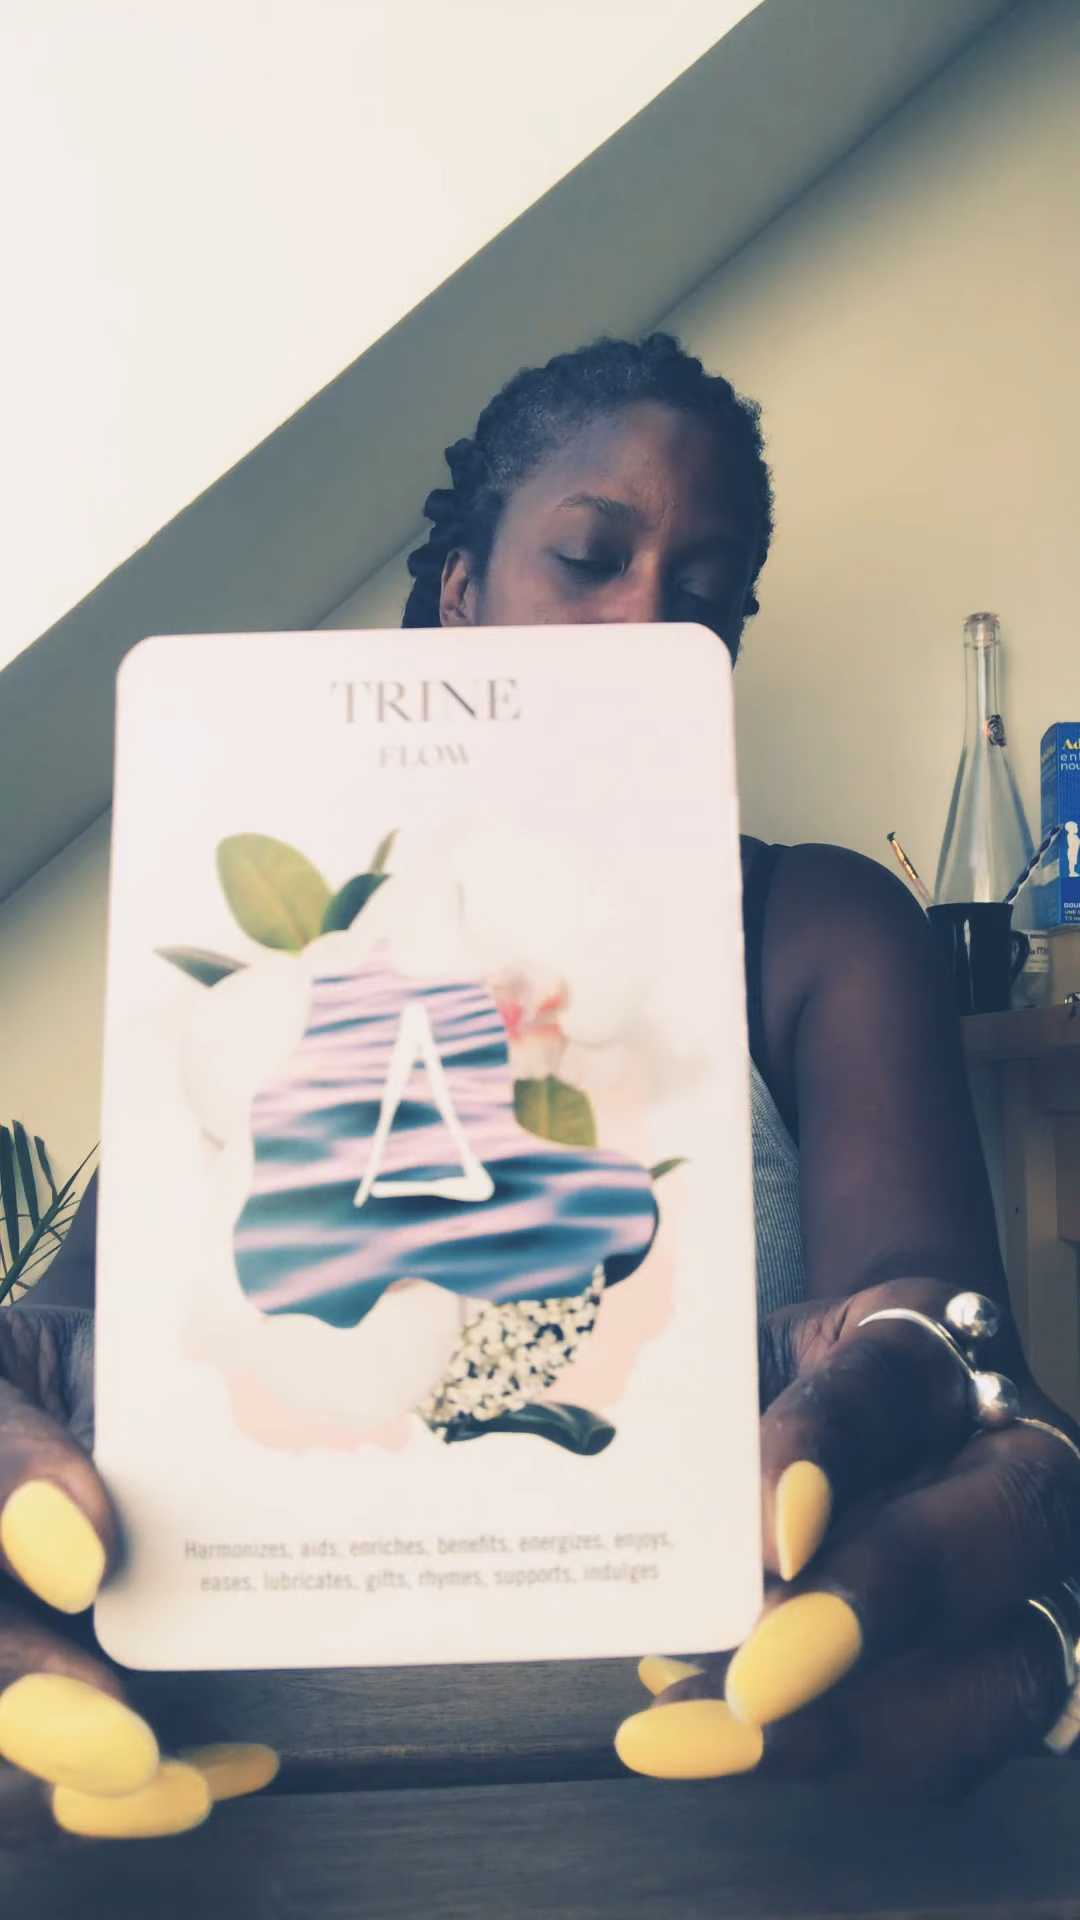 TRINE
FLOW
Harmonizes, aids, enriches, benefits, energizes, enjoys,
eases, lubricates, gifts, rhymes, supports, indulges